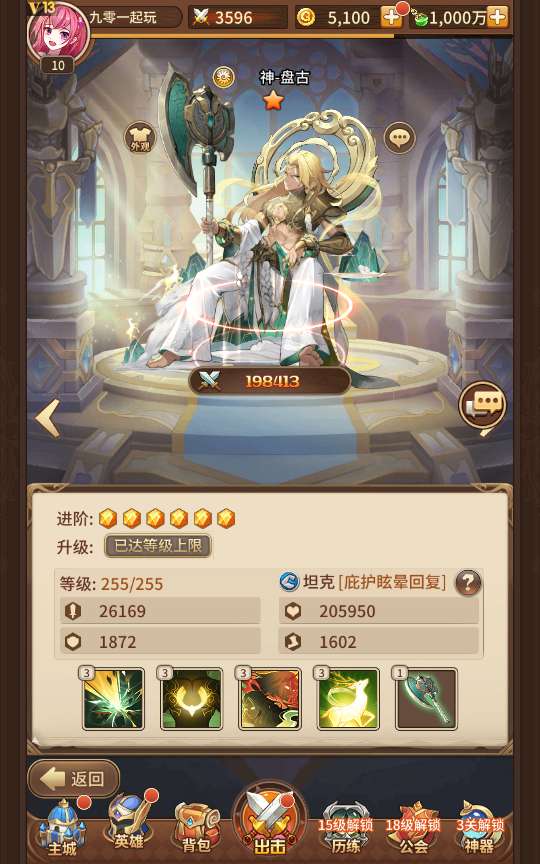 V13
九零一起玩
3596
5,100
1,000万
10
神-盘古
外观
198413
进阶:
升级: 已达等级上限
等级: 255/255
坦克 [庇护眩晕回复] ?
26169
205950
1872
1602
3
3
3
3
1
返回
主城
英雄
背包
出击
15级解锁
历练
18级解锁
公会
3关解锁
神器